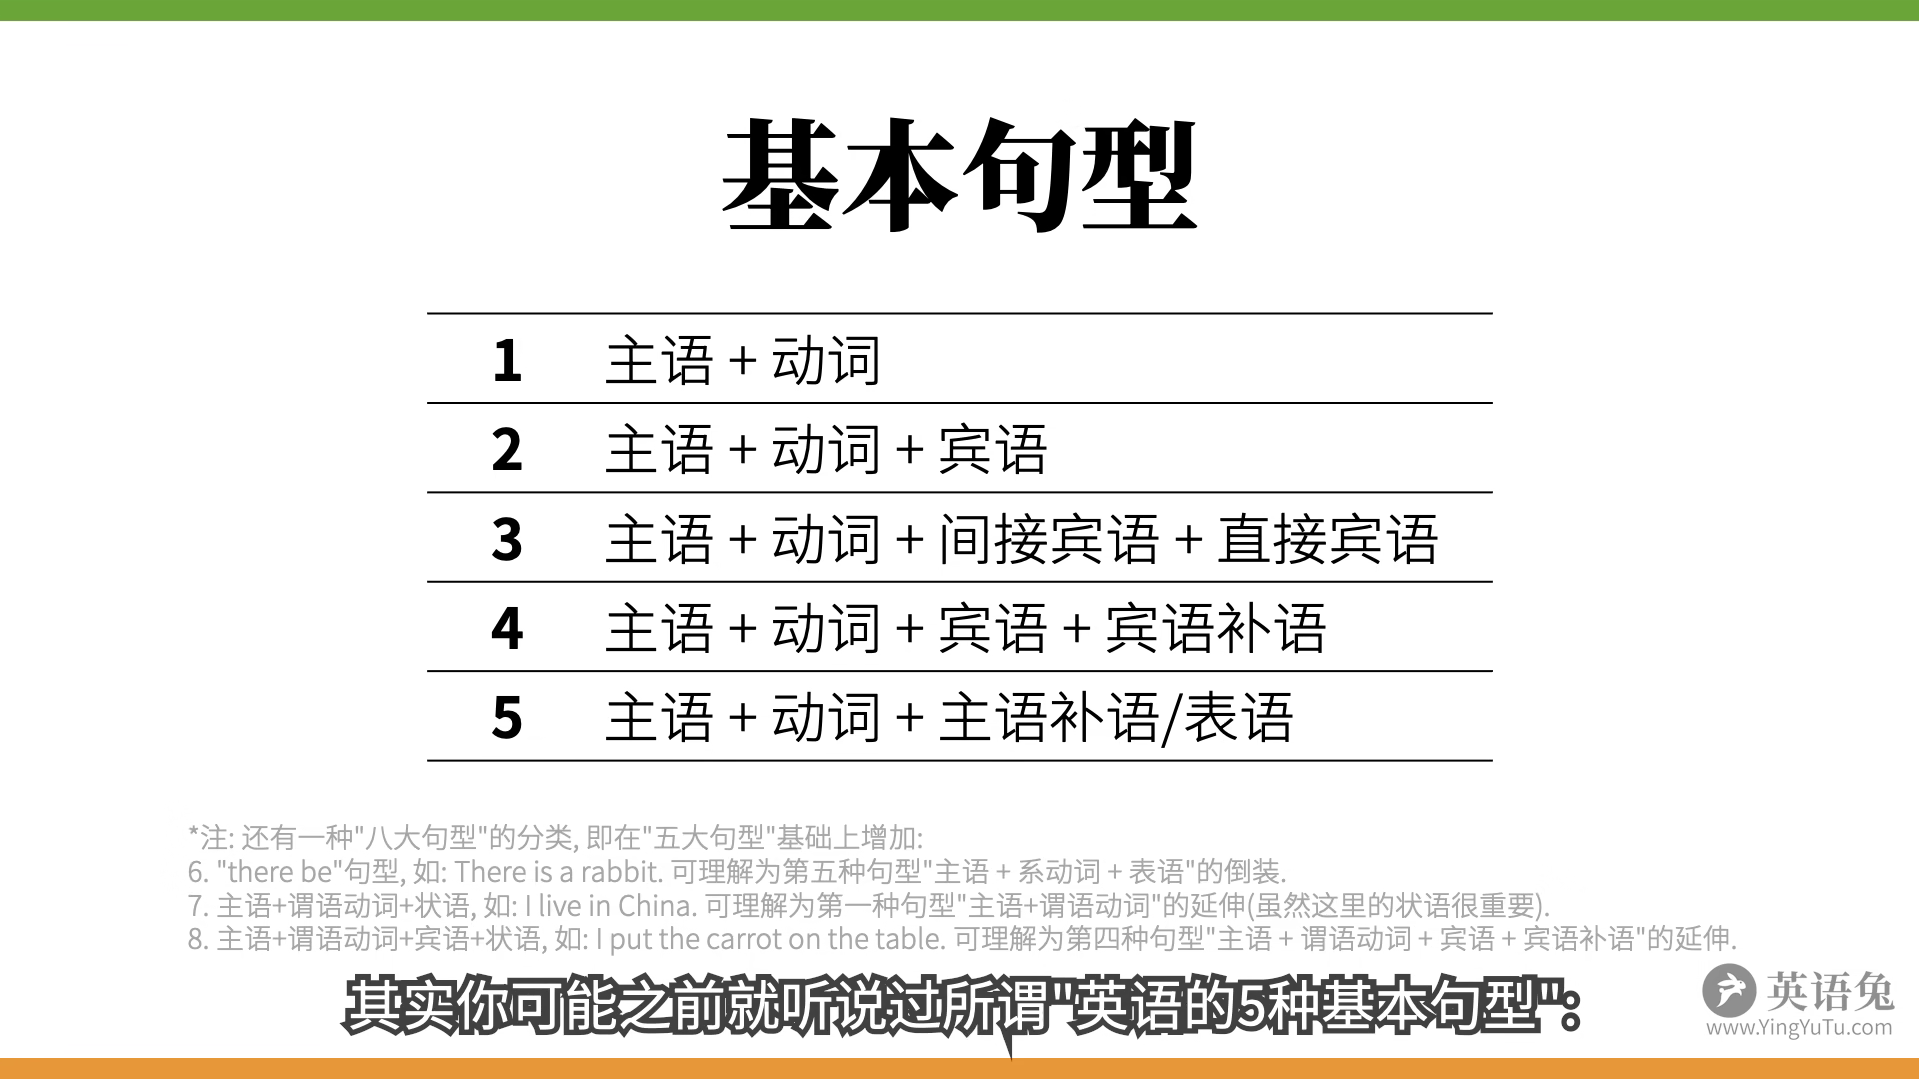 基本句型
1 主语 + 动词
2 主语 + 动词 + 宾语
3 主语 + 动词 + 间接宾语 + 直接宾语
4 主语 + 动词 + 宾语 + 宾语补语
5 主语 + 动词 + 主语补语/表语
*注: 还有一种"八大句型"的分类, 即在"五大句型"基础上增加:
6. "there be"句型, 如: There is a rabbit. 可理解为第五种句型"主语 + 系动词 + 表语"的倒装.
7. 主语+谓语动词+状语, 如: I live in China. 可理解为第一种句型"主语+谓语动词"的延伸(虽然这里的状语很重要).
8. 主语+谓语动词+宾语+状语, 如: I put the carrot on the table. 可理解为第四种句型"主语 + 谓语动词 + 宾语 + 宾语补语"的延伸.
其实你可能之前就听说过所谓"英语的5种基本句型":
英语兔
www.YingYuTu.com